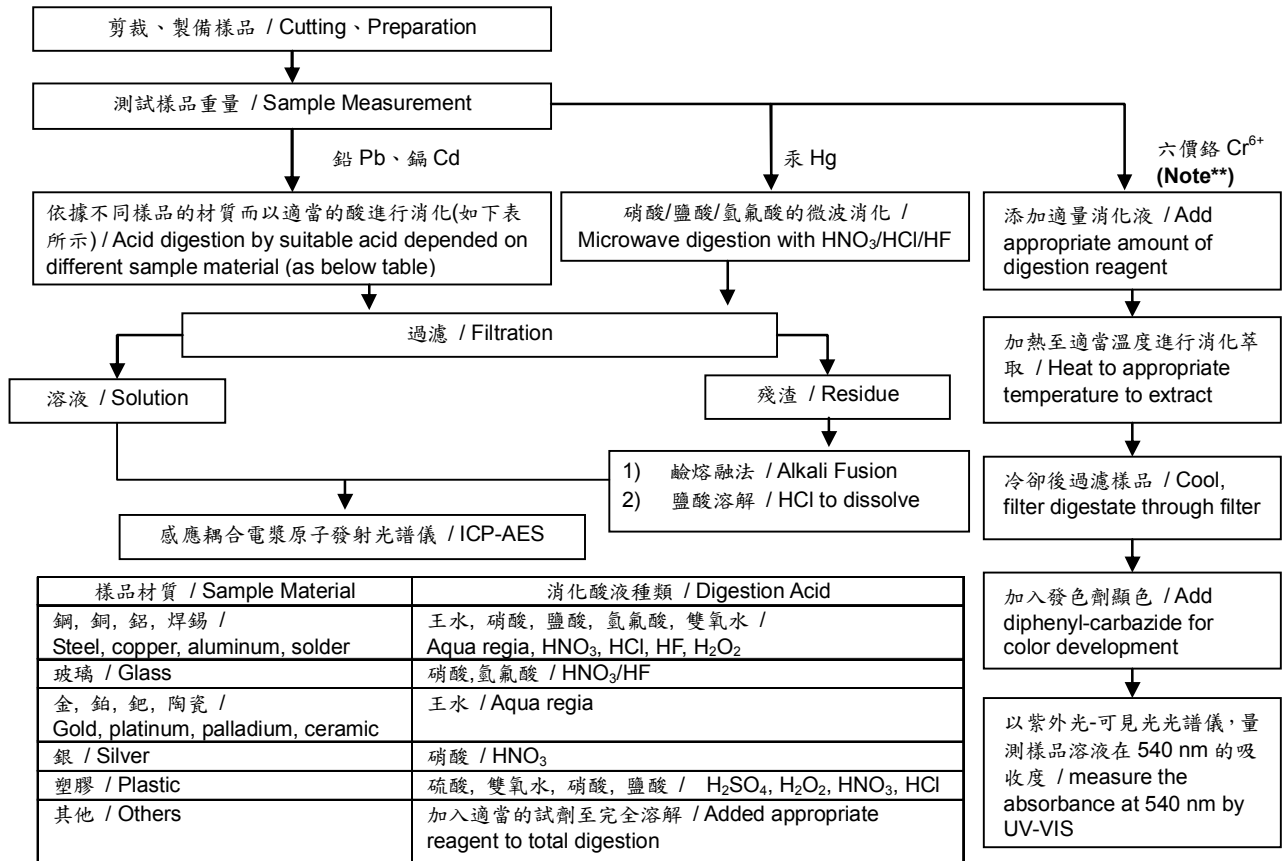 剪裁、製備樣品 / Cutting、Preparation
測試樣品重量 / Sample Measurement
鉛 Pb、鎘 Cd
汞 Hg
六價鉻 Cr⁶⁺
(Note**)
依據不同樣品的材質而以適當的酸進行消化(如下表
所示) / Acid digestion by suitable acid depended on
different sample material (as below table)
硝酸/鹽酸/氫氟酸的微波消化 /
Microwave digestion with HNO₃/HCl/HF
添加適量消化液 / Add
appropriate amount of
digestion reagent
過濾 / Filtration
加熱至適當溫度進行消化萃
取 / Heat to appropriate
temperature to extract
溶液 / Solution
殘渣 / Residue
1) 鹼熔融法 / Alkali Fusion
2) 鹽酸溶解 / HCl to dissolve
冷卻後過濾樣品 / Cool,
filter digestate through filter
感應耦合電漿原子發射光譜儀 / ICP-AES
加入發色劑顯色 / Add
diphenyl-carbazide for
color development
以紫外光-可見光光譜儀，量
測樣品溶液在 540 nm 的吸
收度 / measure the
absorbance at 540 nm by
UV-VIS
樣品材質 / Sample Material
消化酸液種類 / Digestion Acid
鋼, 銅, 鋁, 焊錫 /
Steel, copper, aluminum, solder
王水, 硝酸, 鹽酸, 氫氟酸, 雙氧水 /
Aqua regia, HNO₃, HCl, HF, H₂O₂
玻璃 / Glass
硝酸,氫氟酸 / HNO₃/HF
金, 鉑, 鈀, 陶瓷 /
Gold, platinum, palladium, ceramic
王水 / Aqua regia
銀 / Silver
硝酸 / HNO₃
塑膠 / Plastic
硫酸, 雙氧水, 硝酸, 鹽酸 / H₂SO₄, H₂O₂, HNO₃, HCl
其他 / Others
加入適當的試劑至完全溶解 / Added appropriate
reagent to total digestion